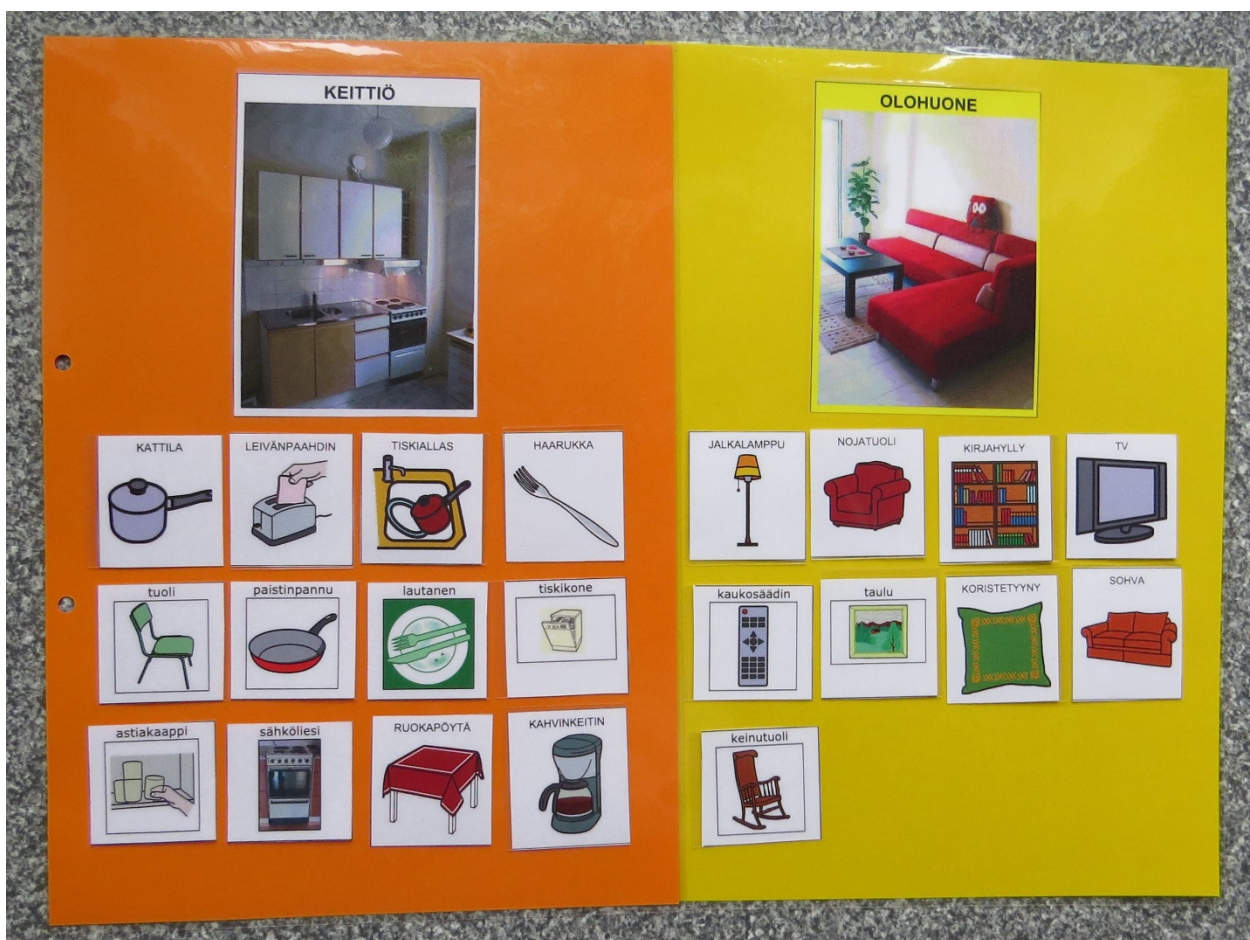 KEITTIÖ
KATTILA
LEIVÄNPAAHDIN
TISKIALLAS
HAARUKKA
tuoli
paistinpannu
lautanen
tiskikone
astiakaappi
sähköliesi
RUOKAPÖYTÄ
KAHVINKEITIN
OLOHUONE
JALKALAMPPU
NOJATUOLI
KIRJAHYLLY
TV
kaukosäädin
taulu
KORISTETYYNY
SOHVA
keinutuoli